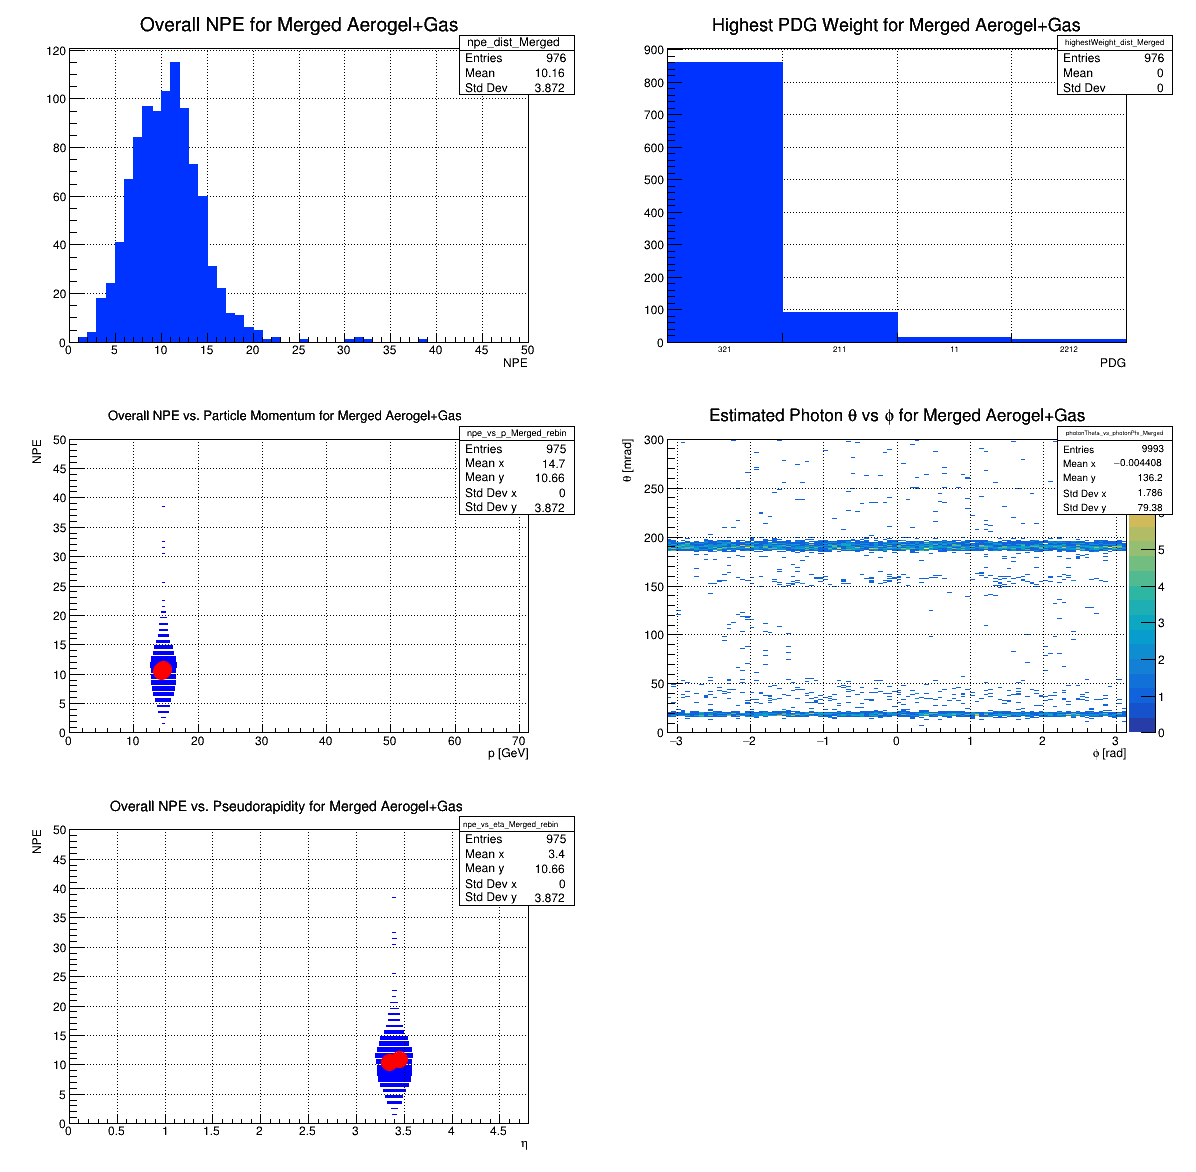 Overall NPE for Merged Aerogel+Gas
npe_dist_Merged
Entries 976
Mean 10.16
Std Dev 3.872
120
100
80
60
40
20
0
0 5 10 15 20 25 30 35 40 45 50
NPE
Highest PDG Weight for Merged Aerogel+Gas
highestWeight_dist_Merged
Entries 976
Mean 0
Std Dev 0
900
800
700
600
500
400
300
200
100
0
321 211 11 2212
PDG
Overall NPE vs. Particle Momentum for Merged Aerogel+Gas
npe_vs_p_Merged_rebin
Entries 975
Mean x 14.7
Mean y 10.66
Std Dev x 0
Std Dev y 3.872
NPE
50
45
40
35
30
25
20
15
10
5
0
0 10 20 30 40 50 60 70
p [GeV]
Estimated Photon θ vs ϕ for Merged Aerogel+Gas
photonTheta_vs_photonPhi_Merged
Entries 9993
Mean x −0.004408
Mean y 136.2
Std Dev x 1.786
Std Dev y 79.38
θ [mrad]
300
250
200
150
100
50
0
−3 −2 −1 0 1 2 3
ϕ [rad]
5
4
3
2
1
0
Overall NPE vs. Pseudorapidity for Merged Aerogel+Gas
npe_vs_eta_Merged_rebin
Entries 975
Mean x 3.4
Mean y 10.66
Std Dev x 0
Std Dev y 3.872
NPE
50
45
40
35
30
25
20
15
10
5
0
0 0.5 1 1.5 2 2.5 3 3.5 4 4.5
η